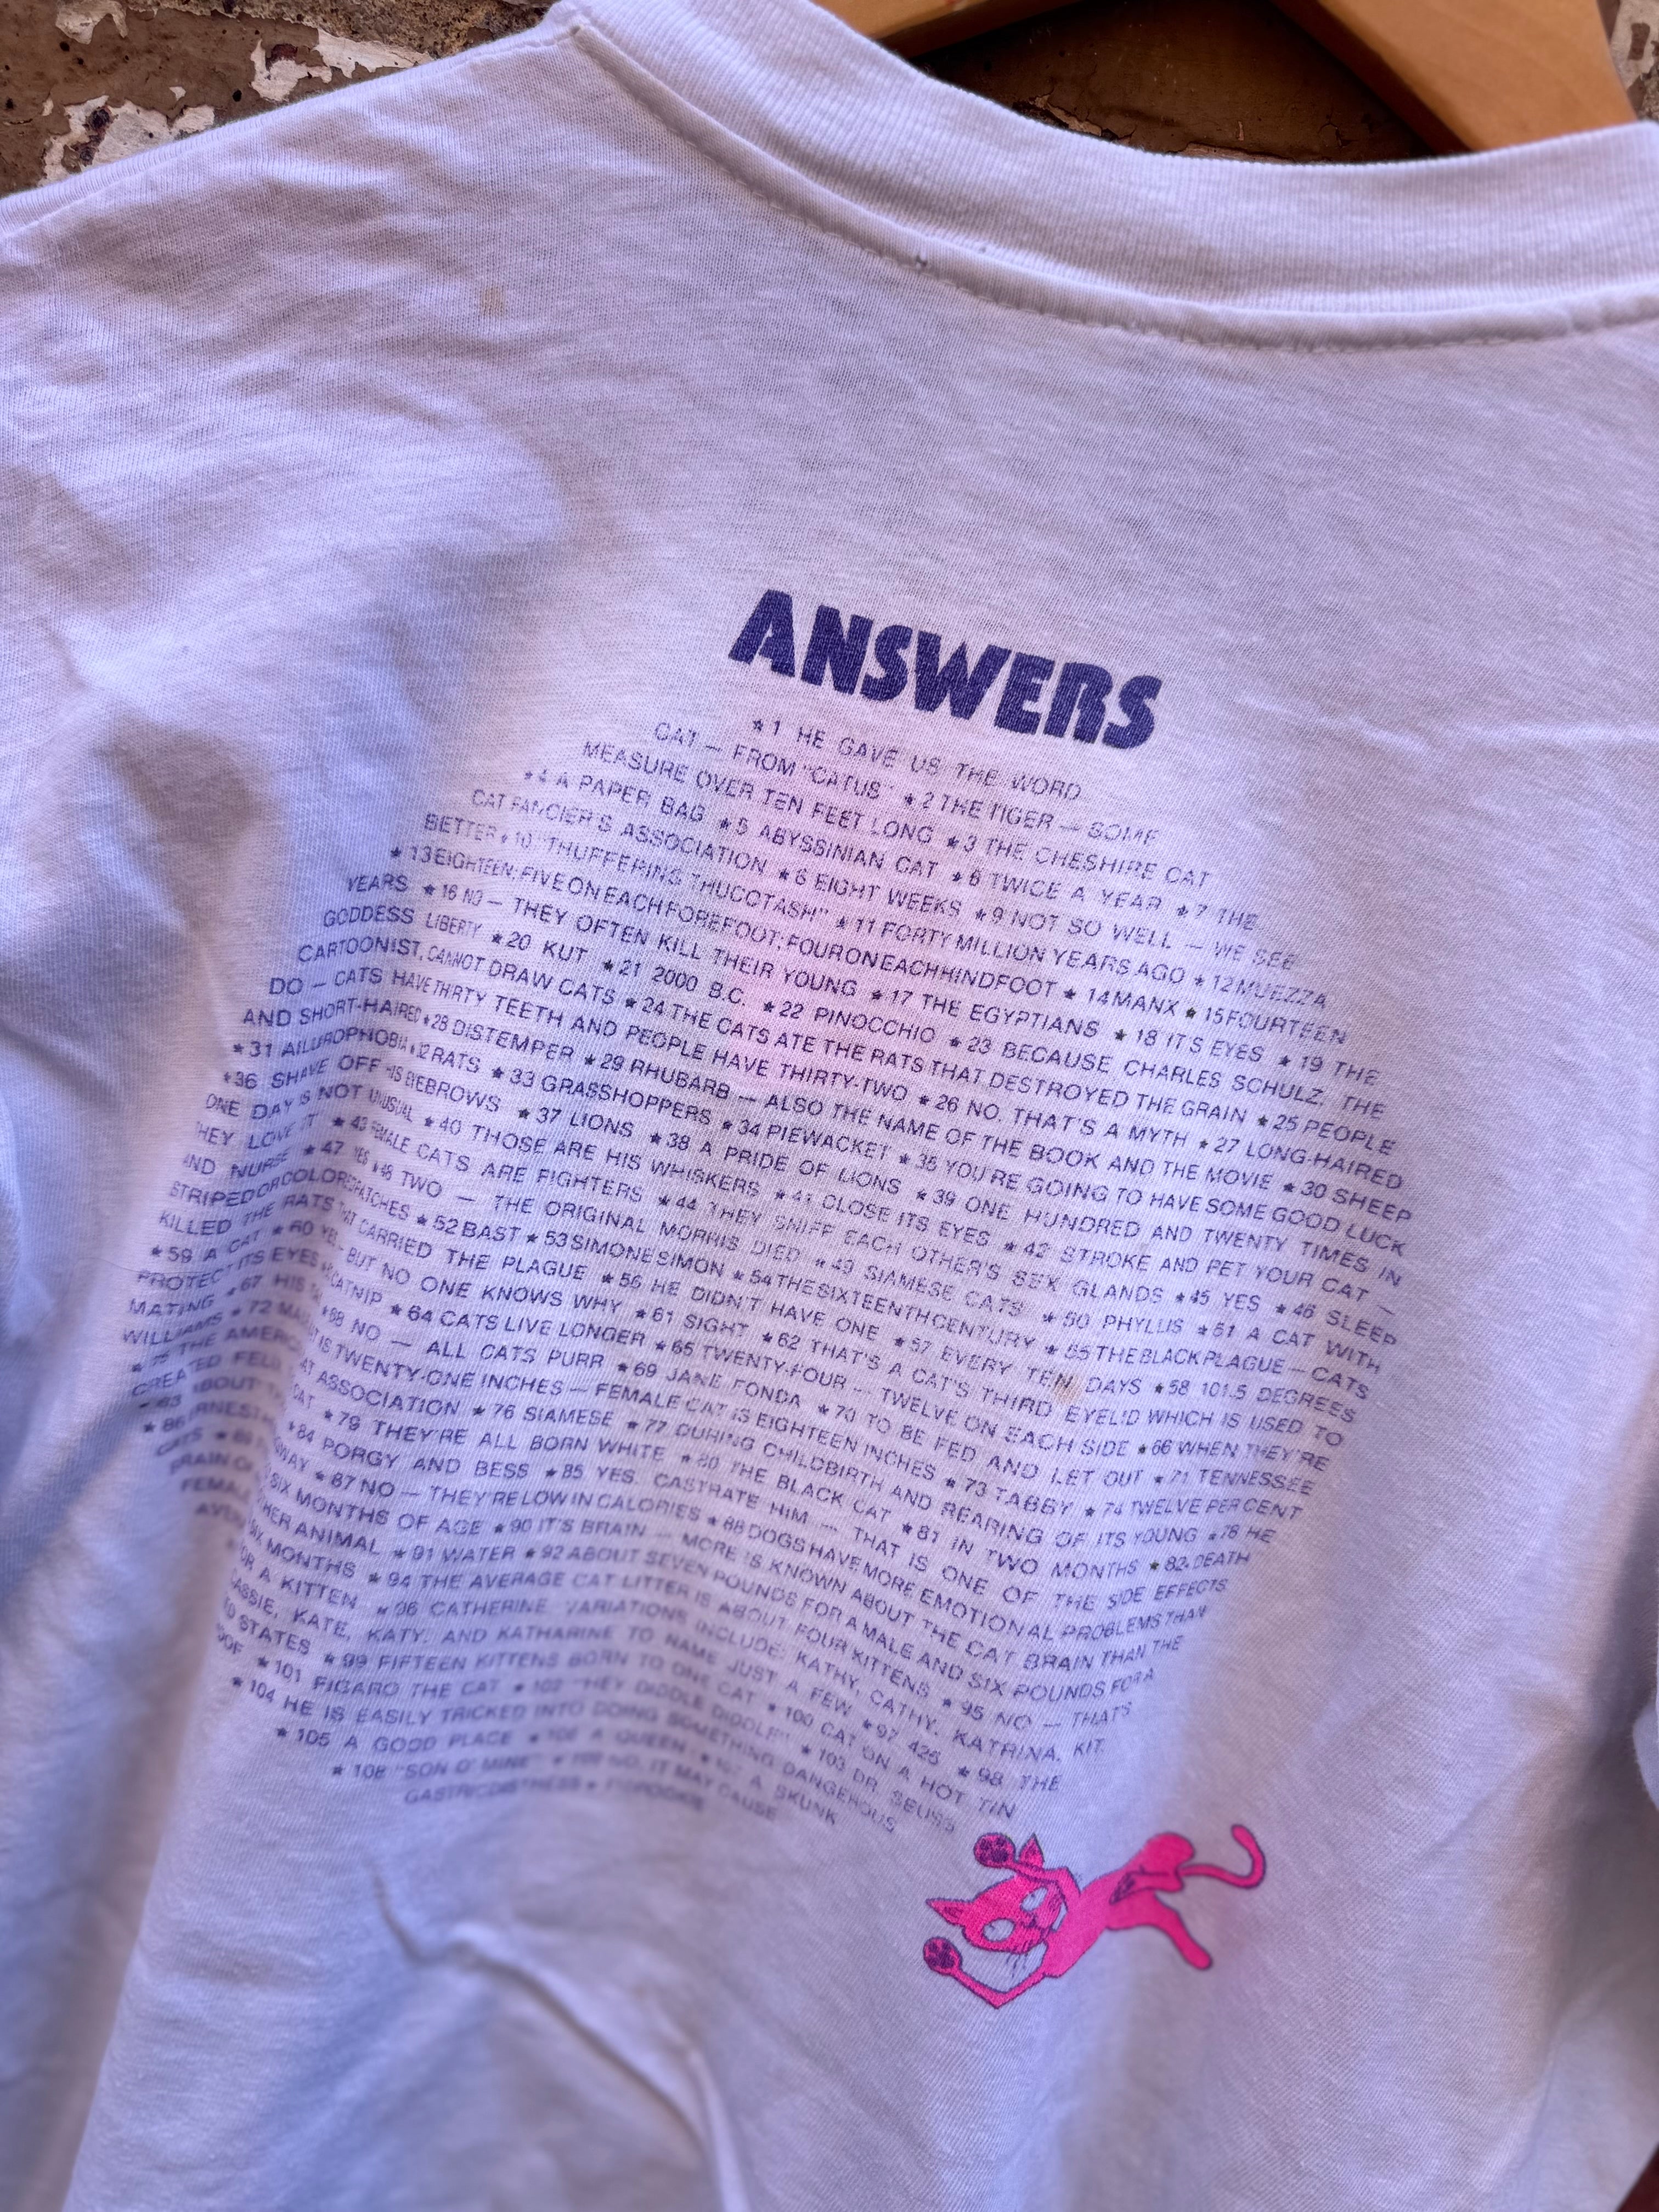 ANSWERS
★1 HE GAVE US THE WORD
CAT — FROM "CATUS" ★2 THE TIGER — SOME
MEASURE OVER TEN FEET LONG ★3 THE CHESHIRE CAT
★4 A PAPER BAG ★5 ABYSSINIAN CAT ★6 TWICE A YEAR ★7 THE
CAT FANCIER'S ASSOCIATION ★8 EIGHT WEEKS ★9 NOT SO WELL — WE SEE
BETTER ★10 "THUFFERING THUCOTASH" ★11 FORTY MILLION YEARS AGO ★12 MUEZZA
★13 EIGHTEEN; FIVE ON EACH FOREFOOT; FOUR ON EACH HINDFOOT ★14 MANX ★15 FOURTEEN
YEARS ★16 NO — THEY OFTEN KILL THEIR YOUNG ★17 THE EGYPTIANS ★18 ITS EYES ★19 THE
GODDESS LIBERTY ★20 KUT ★21 2000 B.C. ★22 PINOCCHIO ★23 BECAUSE CHARLES SCHULZ, THE
CARTOONIST, CANNOT DRAW CATS ★24 THE CATS ATE THE RATS THAT DESTROYED THE GRAIN ★25 PEOPLE
DO — CATS HAVE THIRTY TEETH AND PEOPLE HAVE THIRTY-TWO ★26 NO. THAT'S A MYTH ★27 LONG-HAIRED
AND SHORT-HAIRED ★28 DISTEMPER ★29 RHUBARB — ALSO THE NAME OF THE BOOK AND THE MOVIE ★30 SHEEP
★31 AILUROPHOBIA ★32 RATS ★33 GRASSHOPPERS ★34 PIEWACKET ★35 YOU'RE GOING TO HAVE SOME GOOD LUCK
★36 SHAVE OFF HIS EYEBROWS ★37 LIONS ★38 A PRIDE OF LIONS ★39 ONE HUNDRED AND TWENTY TIMES IN
ONE DAY IS NOT UNUSUAL ★40 THOSE ARE HIS WHISKERS ★41 CLOSE ITS EYES ★42 STROKE AND PET YOUR CAT —
THEY LOVE IT ★43 FEMALE CATS ARE FIGHTERS ★44 THEY SNIFF EACH OTHER'S SEX GLANDS ★45 YES ★46 SLEEP
AND NURSE ★47 YES ★48 TWO — THE ORIGINAL MORRIS DIED ★49 SIAMESE CATS ★50 PHYLLIS ★51 A CAT WITH
STRIPED OR COLOR PATCHES ★52 BAST ★53 SIMONE SIMON ★54 THE SIXTEENTH CENTURY ★55 THE BLACK PLAGUE — CATS
KILLED THE RATS THAT CARRIED THE PLAGUE ★56 HE DIDN'T HAVE ONE ★57 EVERY TEN DAYS ★58 101.5 DEGREES
★59 A CAT ★60 YES, BUT NO ONE KNOWS WHY ★61 SIGHT ★62 THAT'S A CAT'S THIRD EYELID WHICH IS USED TO
PROTECT ITS EYES CATNIP ★64 CATS LIVE LONGER ★65 TWENTY-FOUR — TWELVE ON EACH SIDE ★66 WHEN THEY'RE
MATING ★67 HIS ★68 NO — ALL CATS PURR ★69 JANE FONDA ★70 TO BE FED AND LET OUT ★71 TENNESSEE
WILLIAMS ★72 IS TWENTY-ONE INCHES — FEMALE CAT IS EIGHTEEN INCHES ★73 TABBY ★74 TWELVE PER CENT
★75 THE AMERICAN CAT ASSOCIATION ★76 SIAMESE ★77 DURING CHILDBIRTH AND REARING OF ITS YOUNG ★78 HE
CREATED FELIX CAT ★79 THEY'RE ALL BORN WHITE ★80 THE BLACK CAT ★81 IN TWO MONTHS ★82 DEATH
★83 ABOUT ★84 PORGY AND BESS ★85 YES. CASTRATE HIM — THAT IS ONE OF THE SIDE EFFECTS
★86 ERNEST HEMINGWAY ★87 NO — THEY'RE LOW IN CALORIES ★88 DOGS HAVE MORE EMOTIONAL PROBLEMS THAN
CATS SIX MONTHS OF AGE ★90 IT'S BRAIN — MORE IS KNOWN ABOUT THE CAT BRAIN THAN THE
BRAIN OF OTHER ANIMAL ★91 WATER ★92 ABOUT SEVEN POUNDS FOR A MALE AND SIX POUNDS FOR A
FEMALE SIX MONTHS ★94 THE AVERAGE CAT LITTER IS ABOUT FOUR KITTENS ★95 NO — THAT'S
AVERAGE FOR A KITTEN ★96 CATHERINE. VARIATIONS INCLUDE: KATHY, CATHY, KATRINA, KIT,
CASSIE, KATE, KATY, AND KATHARINE TO NAME JUST A FEW ★97 425 ★98 THE
UNITED STATES ★99 FIFTEEN KITTENS BORN TO ONE CAT ★100 CAT ON A HOT TIN
ROOF ★101 FIGARO THE CAT ★102 "HEY DIDDLE DIDDLE" ★103 DR. SEUSS
★104 HE IS EASILY TRICKED INTO DOING SOMETHING DANGEROUS
★105 A GOOD PLACE ★106 A QUEEN ★107 A SKUNK
★108 "SON O' MINE" ★109 NO, IT MAY CAUSE
GASTRIC DISTRESS